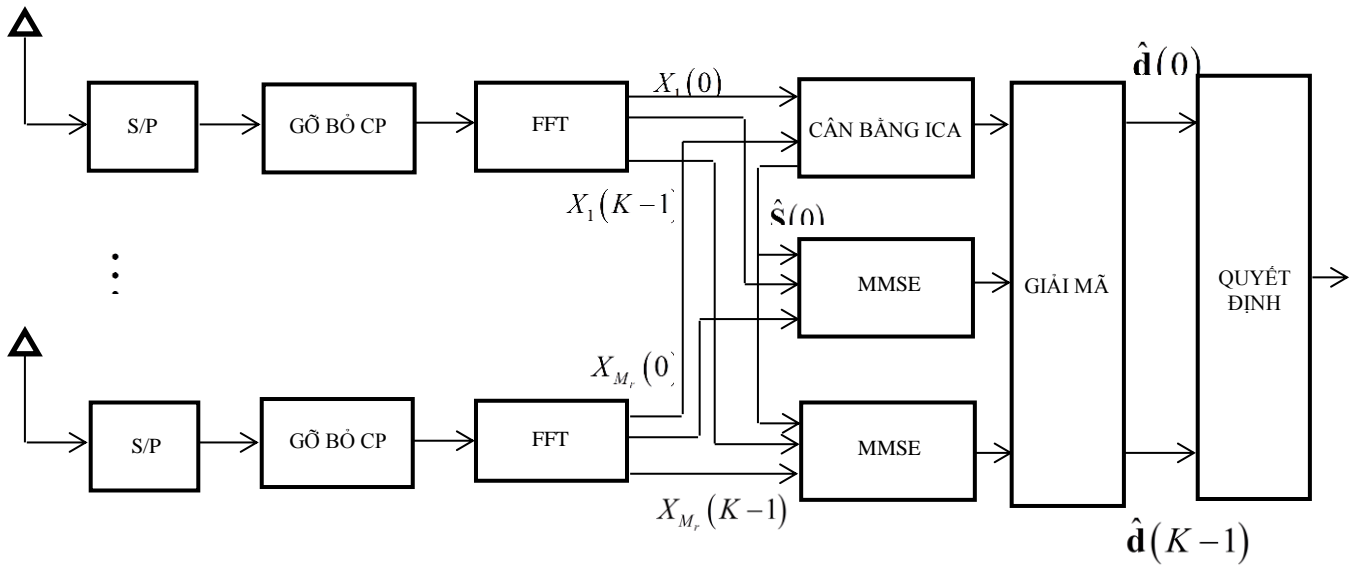 X₁(0)
d̂(0)
S/P
GỠ BỎ CP
FFT
CÂN BẰNG ICA
X₁(K−1)
Ŝ(0)
MMSE
GIẢI MÃ
QUYẾT
ĐỊNH
X_{M_r}(0)
S/P
GỠ BỎ CP
FFT
MMSE
X_{M_r}(K−1)
d̂(K−1)